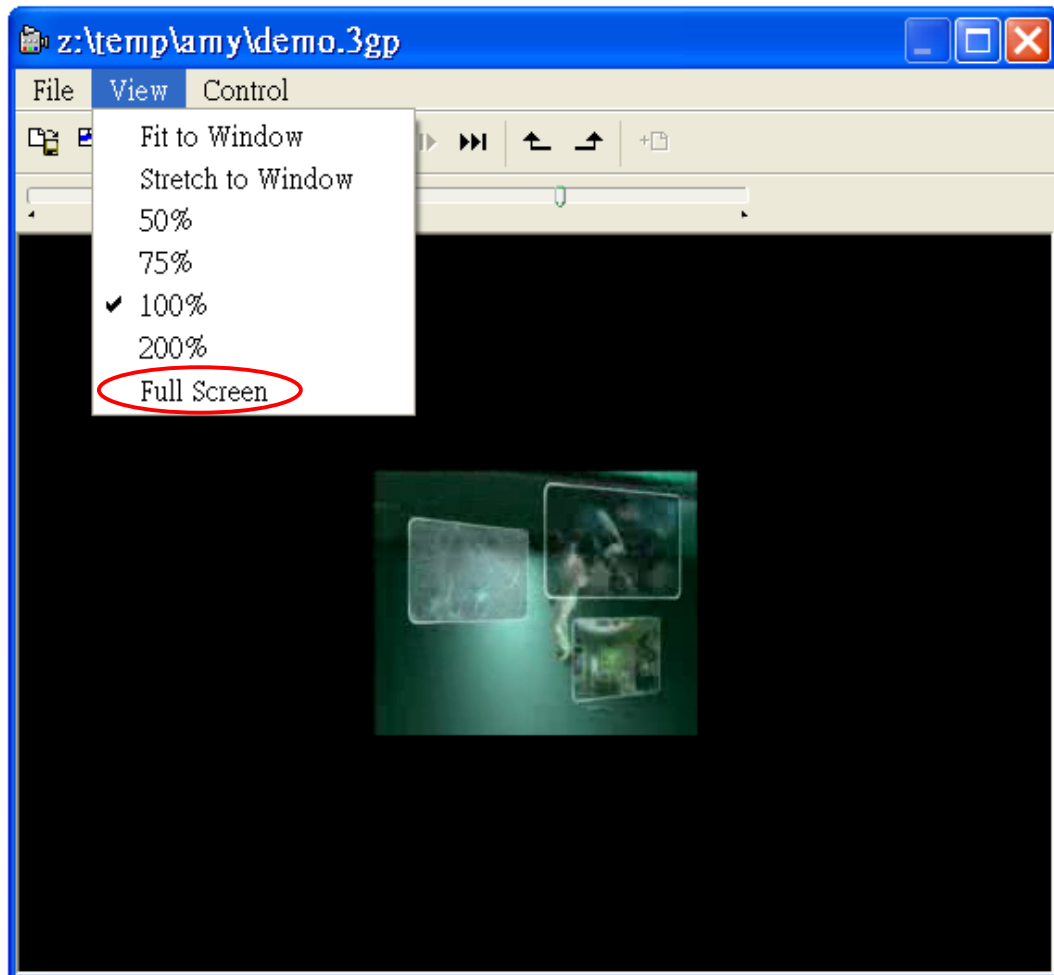 z:\temp\amy\demo.3gp
File View Control
Fit to Window
Stretch to Window
50%
75%
100%
200%
Full Screen